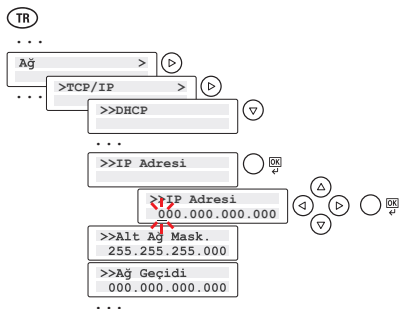 TR
...
Ağ >
... >TCP/IP >
>>DHCP
...
>>IP Adresi OK
>>IP Adresi
000.000.000.000 OK
>>Alt Ağ Mask.
255.255.255.000
>>Ağ Geçidi
000.000.000.000
...